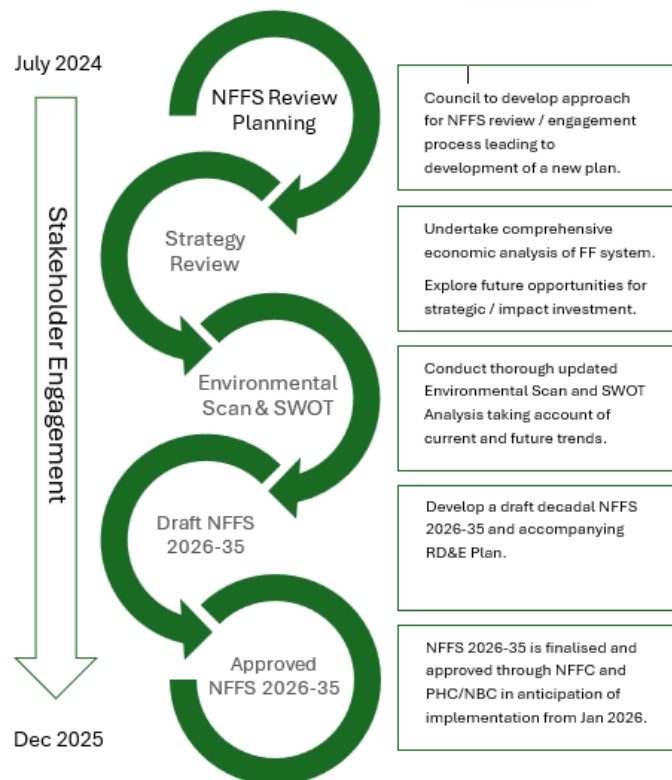 July 2024
Stakeholder Engagement
Dec 2025
NFFS Review
Planning
Council to develop approach
for NFFS review / engagement
process leading to
development of a new plan.
Strategy
Review
Undertake comprehensive
economic analysis of FF system.
Explore future opportunities for
strategic / impact investment.
Environmental
Scan & SWOT
Conduct thorough updated
Environmental Scan and SWOT
Analysis taking account of
current and future trends.
Draft NFFS
2026-35
Develop a draft decadal NFFS
2026-35 and accompanying
RD&E Plan.
Approved
NFFS 2026-35
NFFS 2026-35 is finalised and
approved through NFFC and
PHC/NBC in anticipation of
implementation from Jan 2026.